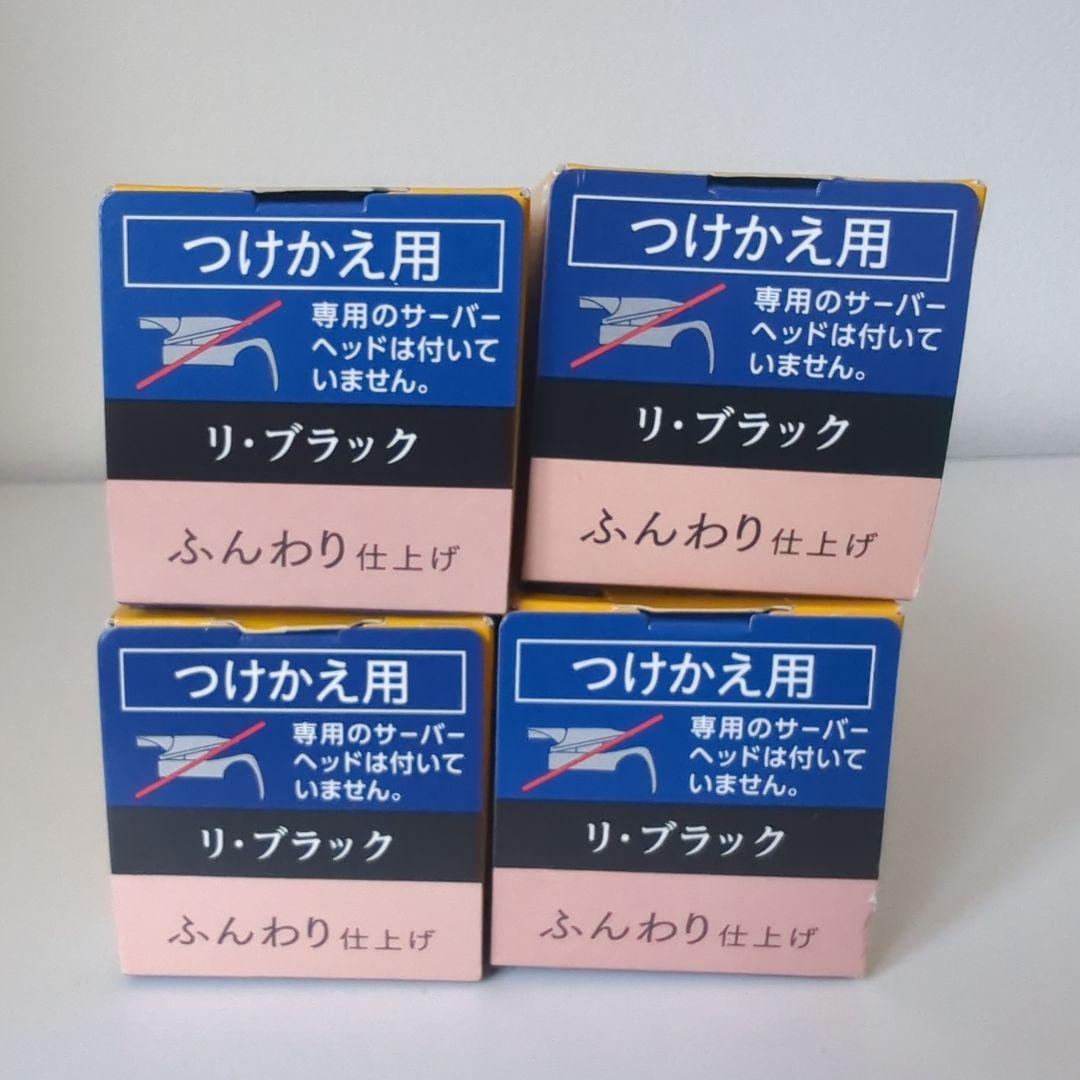 つけかえ用
専用のサーバー
ヘッドは付いて
いません。
リ・ブラック
ふんわり仕上げ
つけかえ用
専用のサーバー
ヘッドは付いて
いません。
リ・ブラック
ふんわり仕上げ
つけかえ用
専用のサーバー
ヘッドは付いて
いません。
リ・ブラック
ふんわり仕上げ
つけかえ用
専用のサーバー
ヘッドは付いて
いません。
リ・ブラック
ふんわり仕上げ